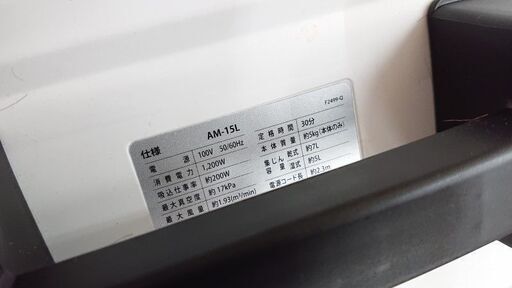 仕様 AM-15L F2499-Q
電源 100V 50/60Hz 定格時間 30分
消費電力 1,200W 本体質量 約5kg(本体のみ)
吸込仕事率 約200W 集じん容量 乾式 約7L
最大真空度 約17kPa 湿式 約5L
最大風量 約1.93(m³/min) 電源コード長 約2.3m